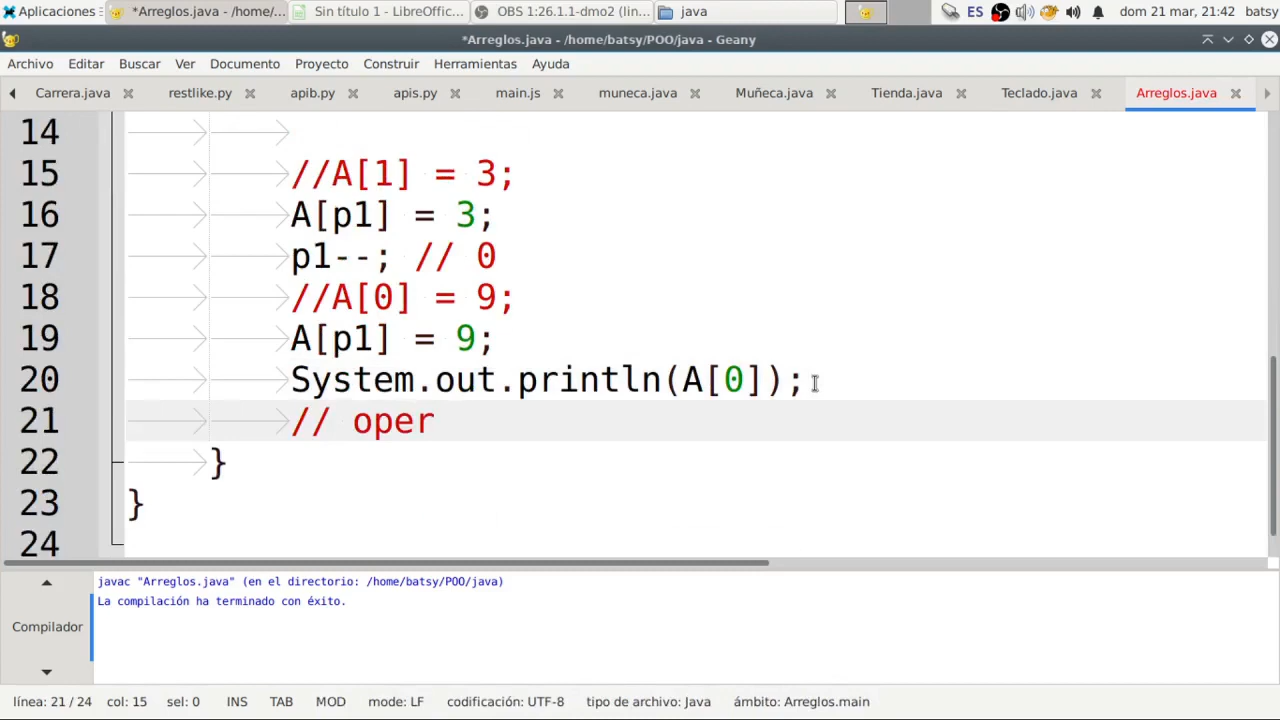 Aplicaciones *Arreglos.java - /home/... Sin título 1 - LibreOffic... OBS 1:26.1.1-dmo2 (lin... java ES dom 21 mar, 21:42 batsy
*Arreglos.java - /home/batsy/POO/java - Geany
Archivo Editar Buscar Ver Documento Proyecto Construir Herramientas Ayuda
Carrera.java restlike.py apib.py apis.py main.js muneca.java Muñeca.java Tienda.java Teclado.java Arreglos.java
14
15 //A[1] = 3;
16 A[p1] = 3;
17 p1--; // 0
18 //A[0] = 9;
19 A[p1] = 9;
20 System.out.println(A[0]);
21 // oper
22 }
23 }
24
javac "Arreglos.java" (en el directorio: /home/batsy/POO/java)
La compilación ha terminado con éxito.
Compilador
línea: 21 / 24 col: 15 sel: 0 INS TAB MOD mode: LF codificación: UTF-8 tipo de archivo: Java ámbito: Arreglos.main